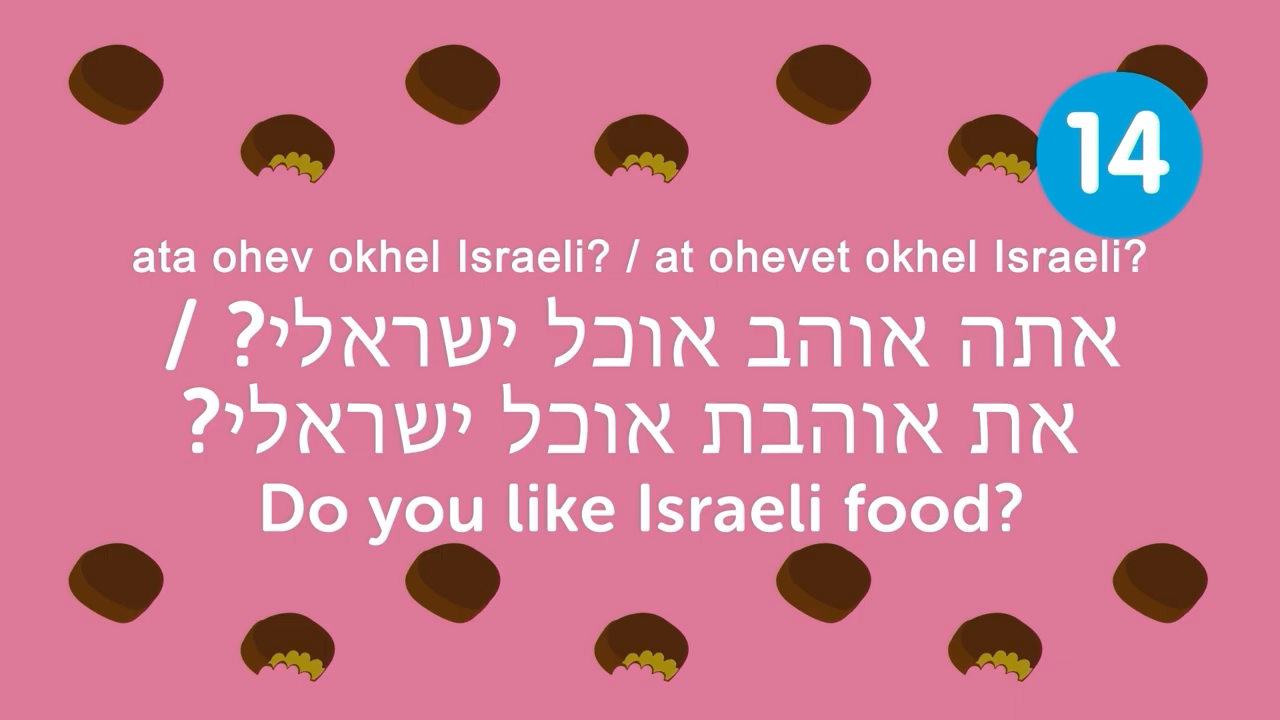 14
ata ohev okhel Israeli? / at ohevet okhel Israeli?
אתה אוהב אוכל ישראלי? /
את אוהבת אוכל ישראלי?
Do you like Israeli food?